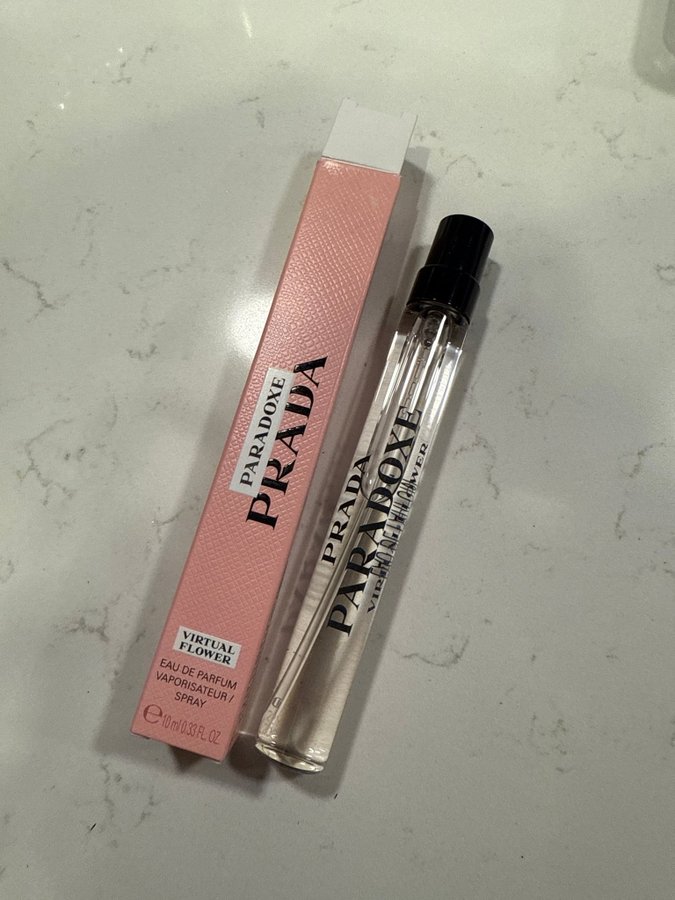 PARADOXE
PRADA
VIRTUAL
FLOWER
EAU DE PARFUM
VAPORISATEUR /
SPRAY
e 10 ml 0.33 FL. OZ
PRADA
PARADOXE